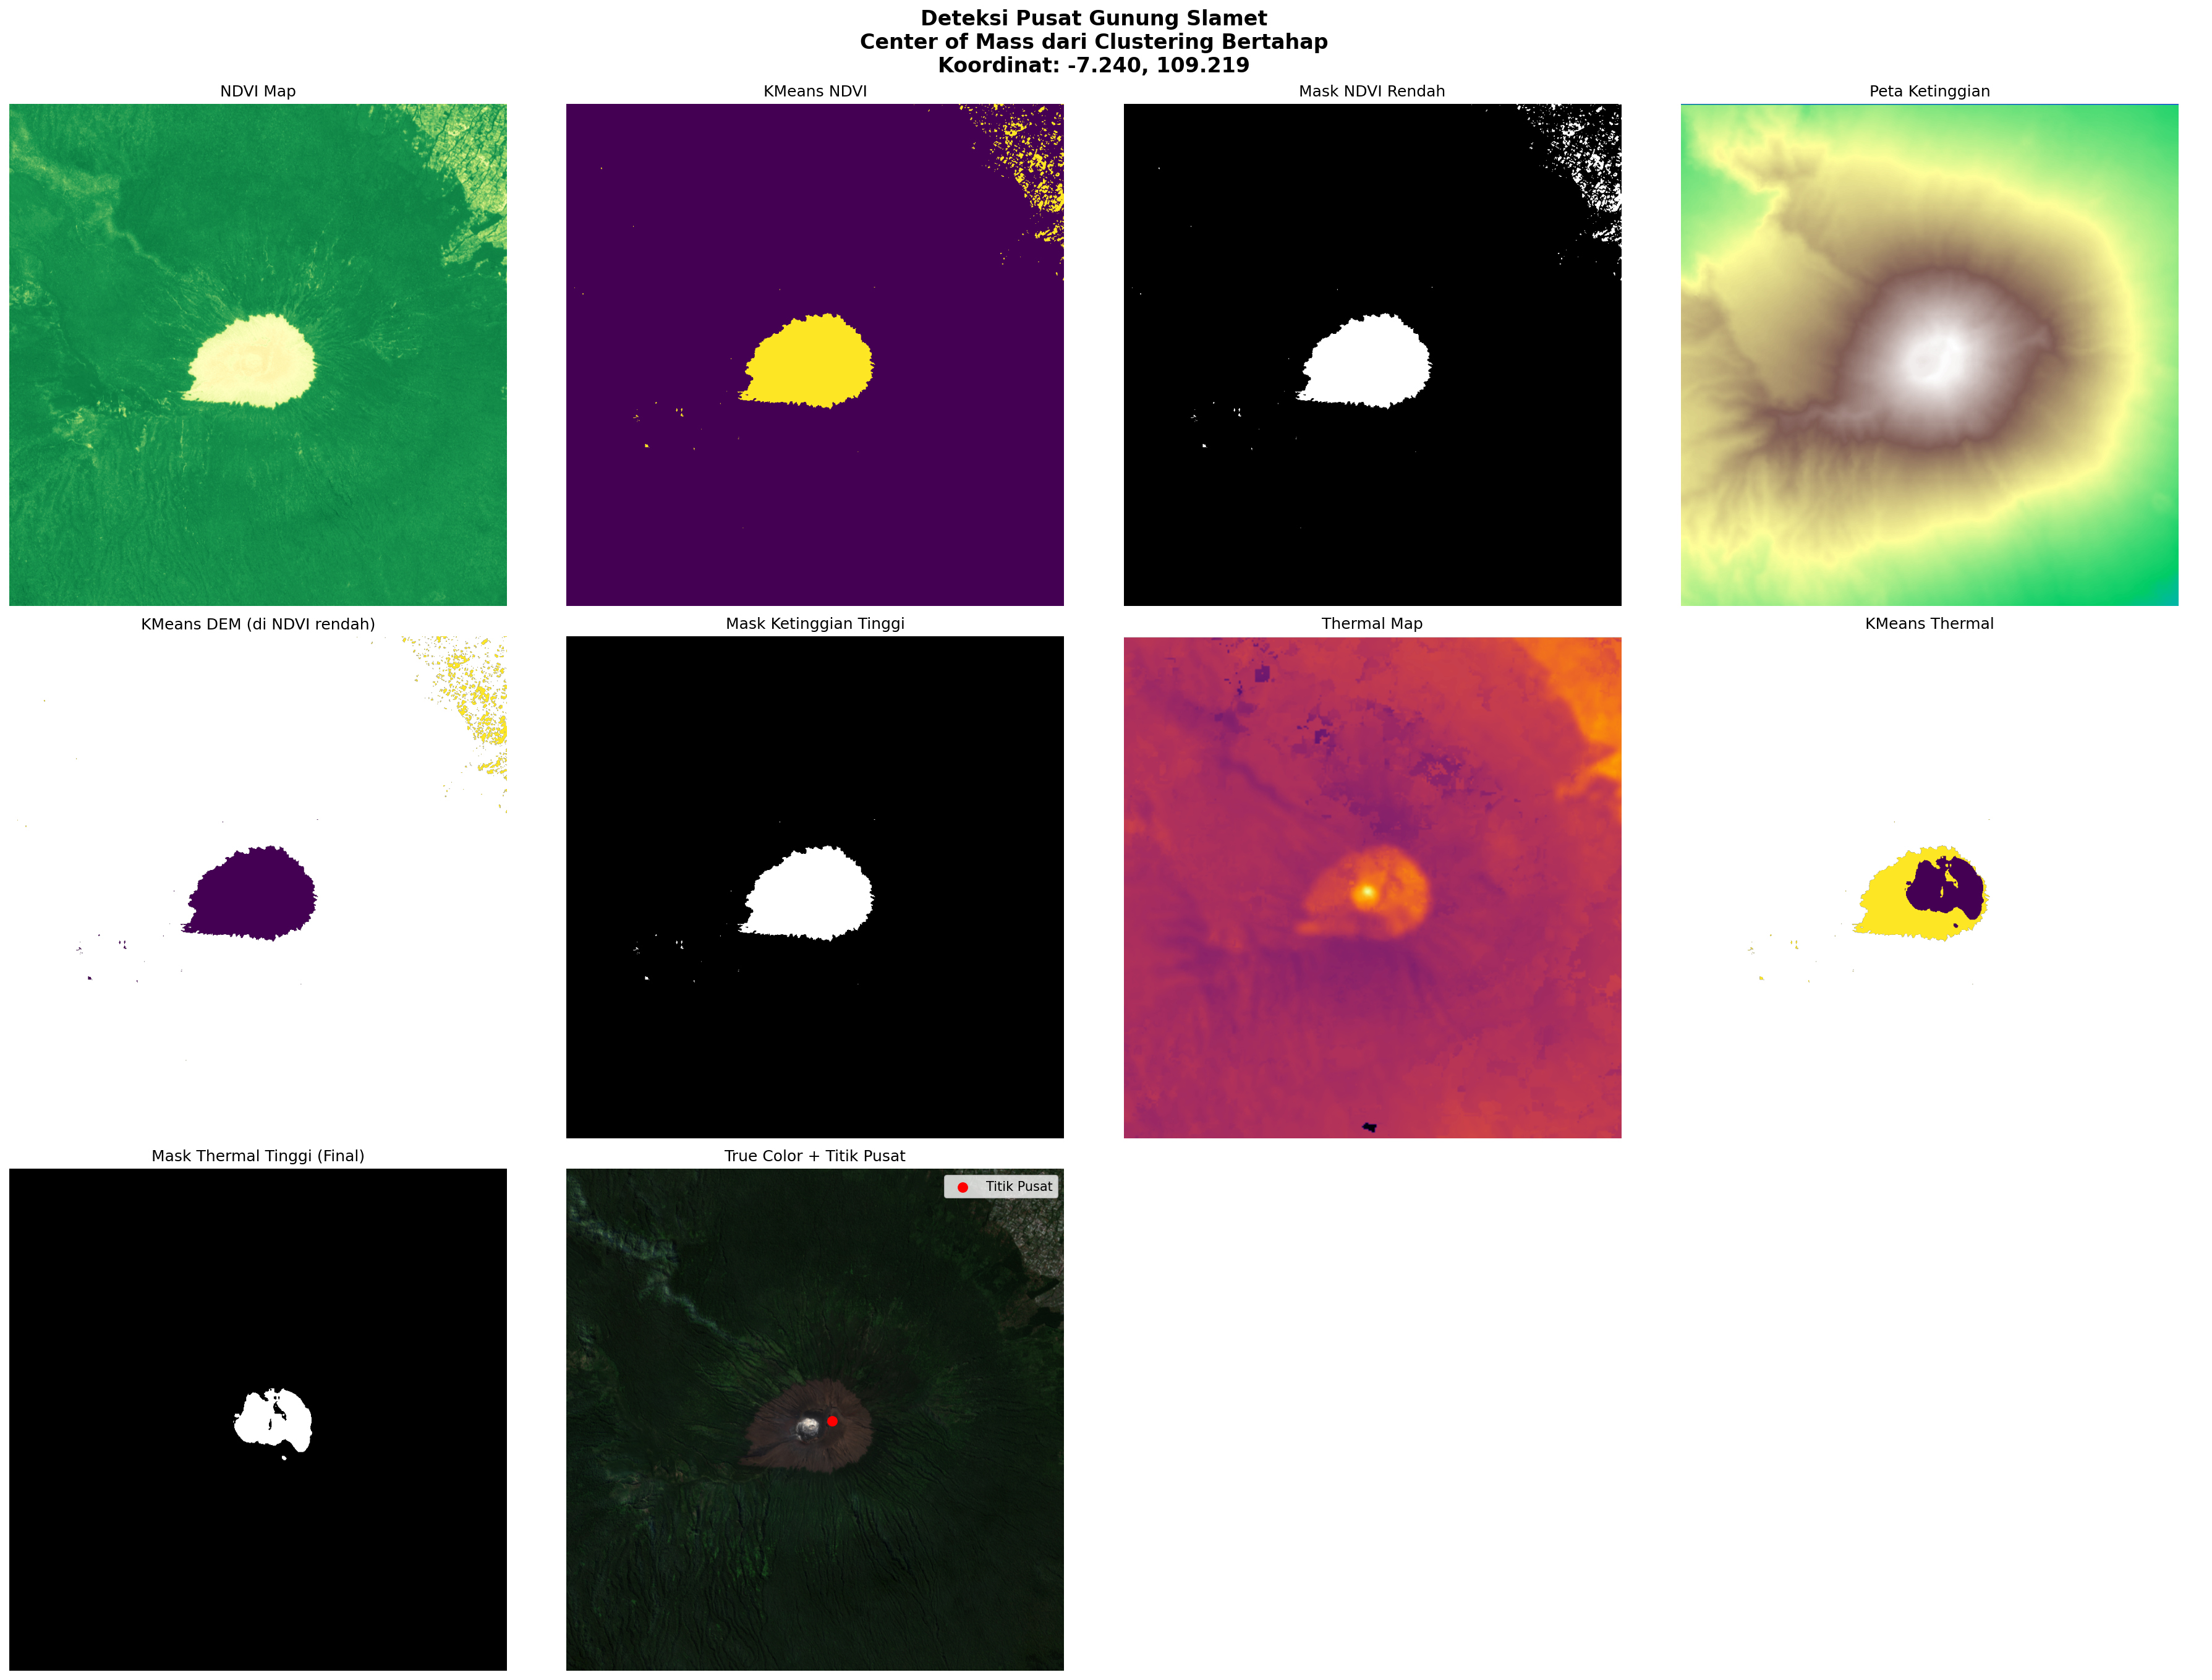 Deteksi Pusat Gunung Slamet
Center of Mass dari Clustering Bertahap
Koordinat: -7.240, 109.219
NDVI Map
KMeans NDVI
Mask NDVI Rendah
Peta Ketinggian
KMeans DEM (di NDVI rendah)
Mask Ketinggian Tinggi
Thermal Map
KMeans Thermal
Mask Thermal Tinggi (Final)
True Color + Titik Pusat
Titik Pusat